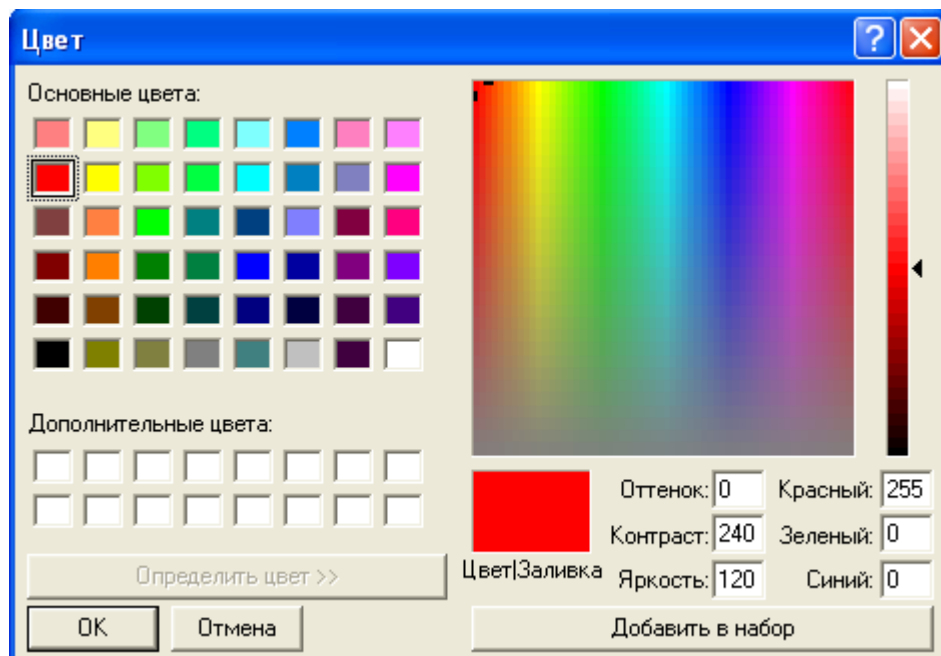 Цвет
Основные цвета:
Дополнительные цвета:
Определить цвет >>
OK
Отмена
Цвет|Заливка
Оттенок: 0
Контраст: 240
Яркость: 120
Красный: 255
Зеленый: 0
Синий: 0
Добавить в набор